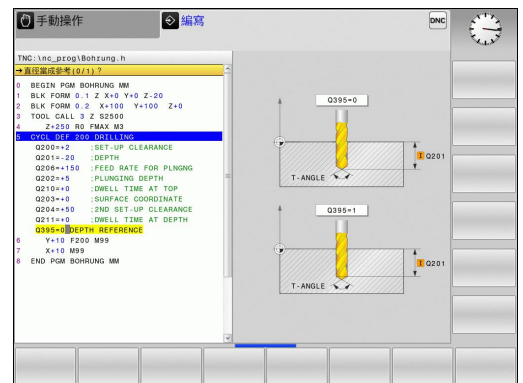 手動操作
編寫
DNC
TNC:\nc_prog\Bohrung.h
→直徑當成參考(0/1)?
0 BEGIN PGM BOHRUNG MM
1 BLK FORM 0.1 Z X+0 Y+0 Z-20
2 BLK FORM 0.2 X+100 Y+100 Z+0
3 TOOL CALL 3 Z S2500
4 Z+250 R0 FMAX M3
5 CYCL DEF 200 DRILLING
Q200=+2 ;SET-UP CLEARANCE
Q201=-20 ;DEPTH
Q206=+150 ;FEED RATE FOR PLNGNG
Q202=+5 ;PLUNGING DEPTH
Q210=+0 ;DWELL TIME AT TOP
Q203=+0 ;SURFACE COORDINATE
Q204=+50 ;2ND SET-UP CLEARANCE
Q211=+0 ;DWELL TIME AT DEPTH
Q395=0 DEPTH REFERENCE
6 Y+10 F200 M99
7 X+10 M99
8 END PGM BOHRUNG MM
Q395=0
Q201
T-ANGLE
Q395=1
Q201
T-ANGLE